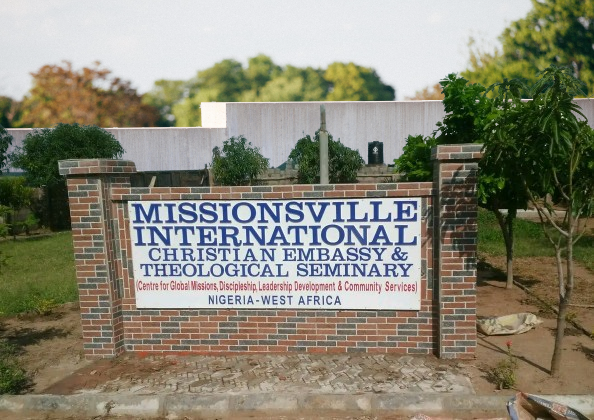 MISSIONSVILLE
INTERNATIONAL
CHRISTIAN EMBASSY &
THEOLOGICAL SEMINARY
(Centre for Global Missions, Discipleship, Leadership Development & Community Services)
NIGERIA-WEST AFRICA